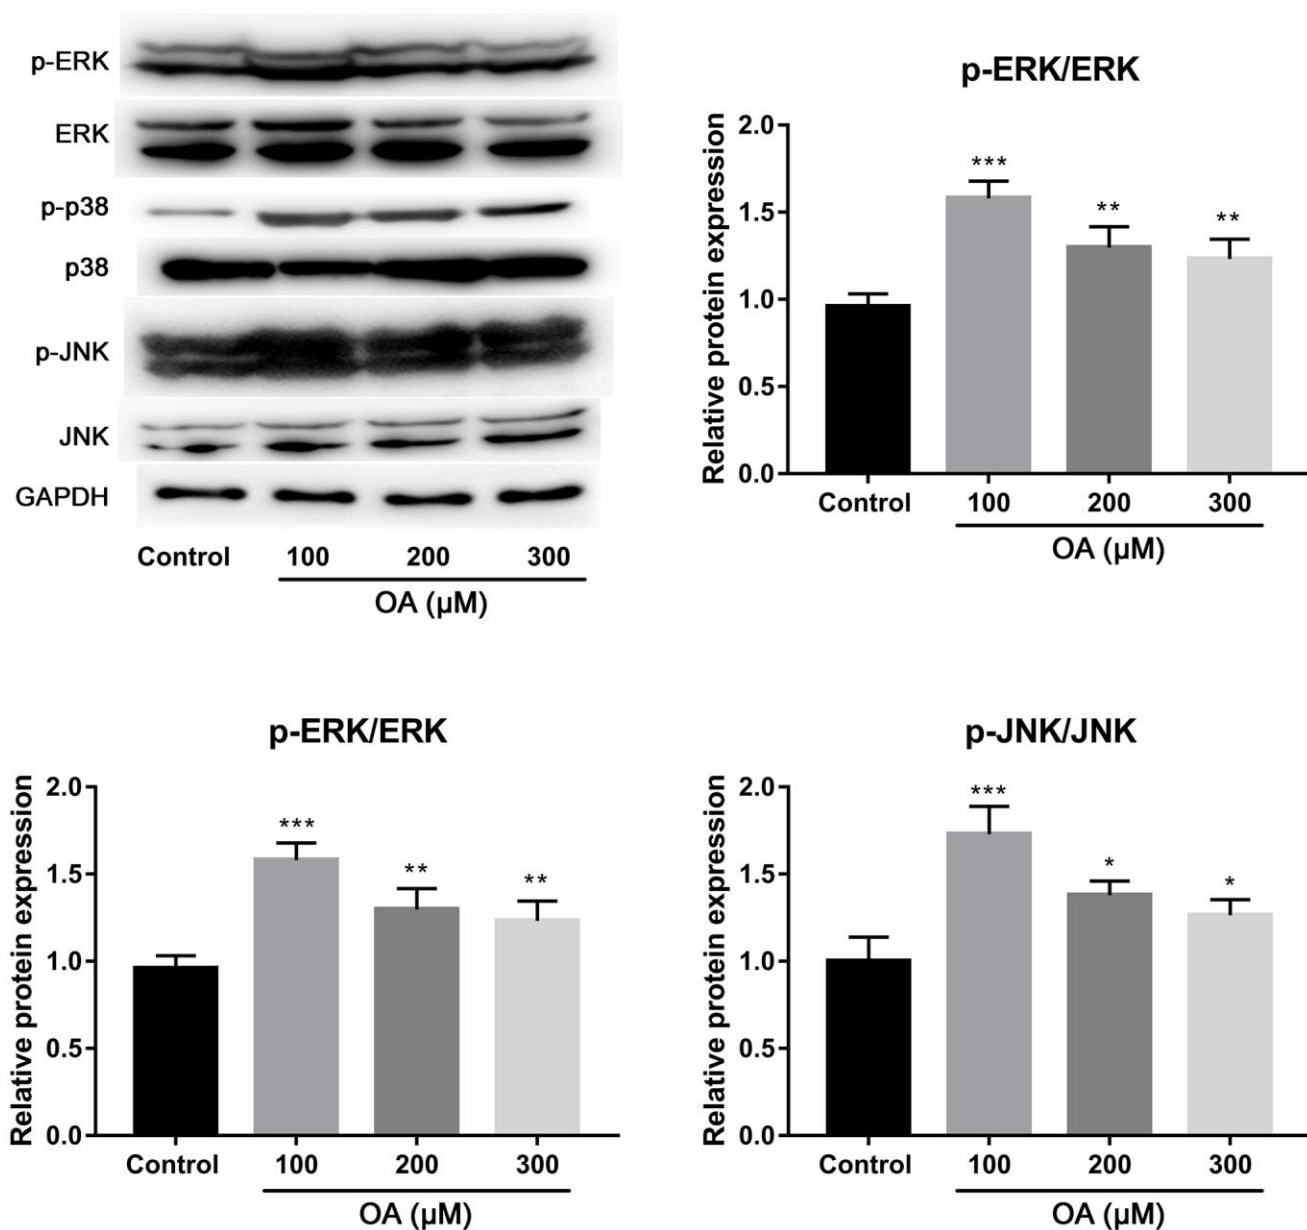 p-ERK
ERK
p-p38
p38
p-JNK
JNK
GAPDH
Control 100 200 300
OA (µM)
p-ERK/ERK
Relative protein expression
2.0
1.5
1.0
0.5
0.0
***
**
**
Control 100 200 300
OA (µM)
p-ERK/ERK
Relative protein expression
2.0
1.5
1.0
0.5
0.0
***
**
**
Control 100 200 300
OA (µM)
p-JNK/JNK
Relative protein expression
2.0
1.5
1.0
0.5
0.0
***
*
*
Control 100 200 300
OA (µM)